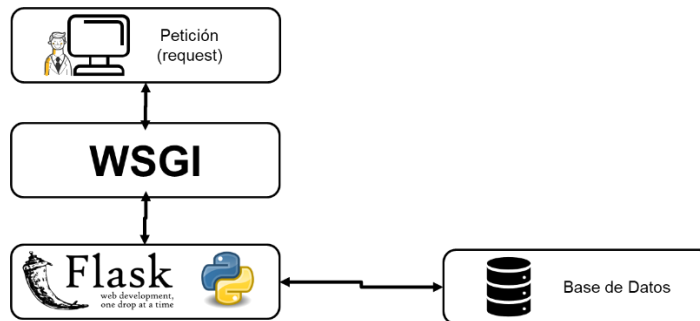 Petición
(request)
WSGI
Flask
web development,
one drop at a time
Base de Datos